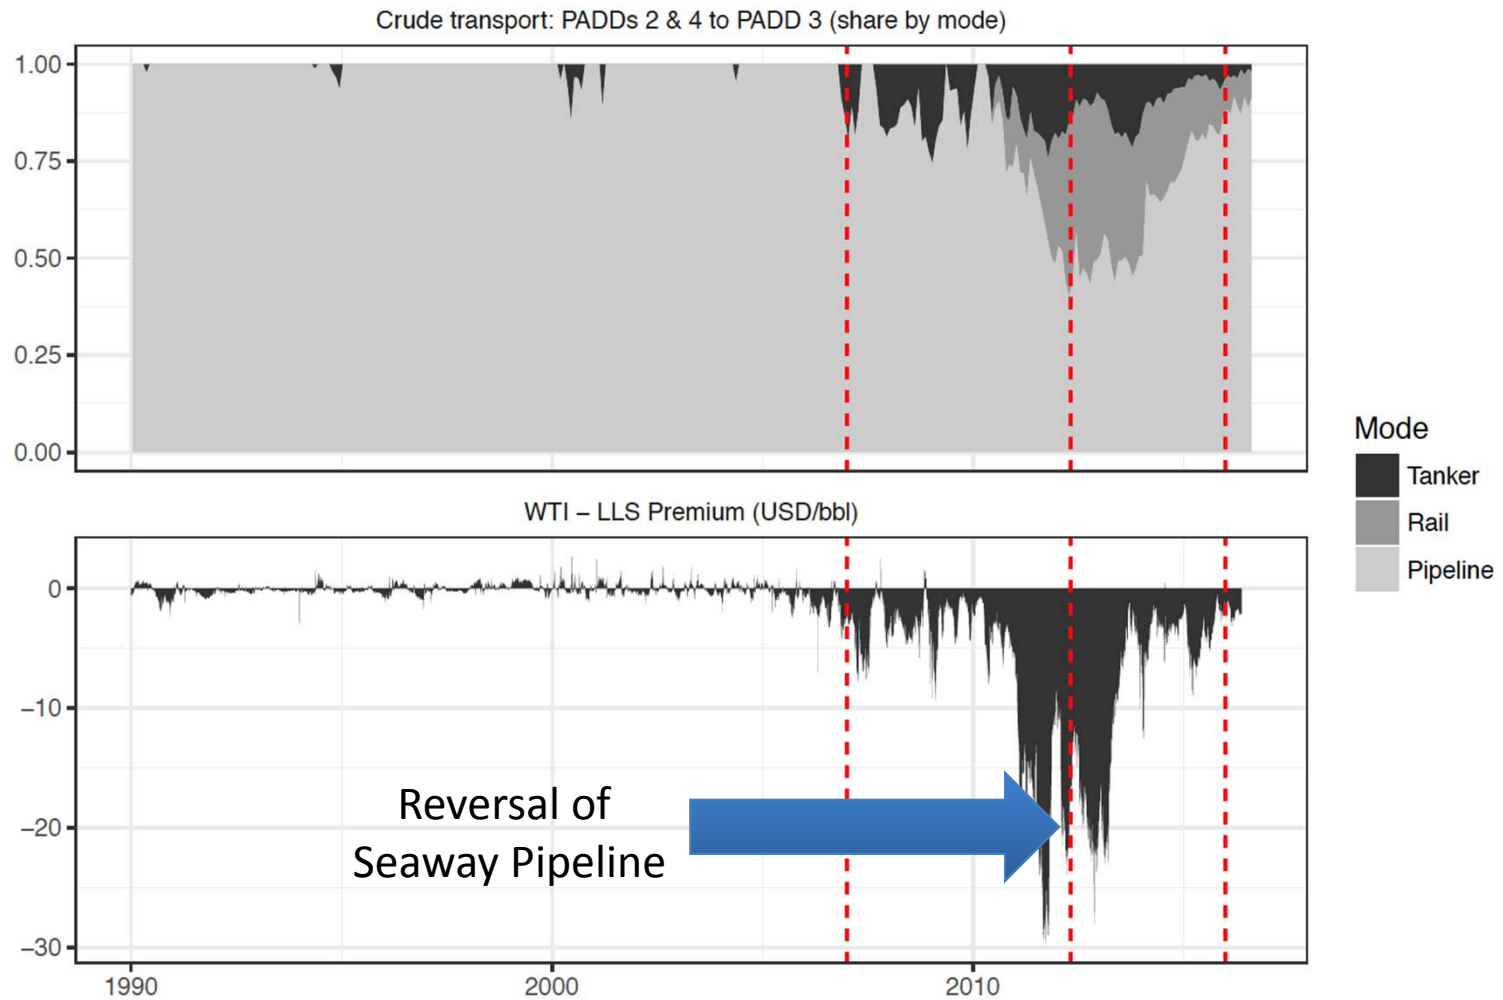 Crude transport: PADDs 2 & 4 to PADD 3 (share by mode)
1.00
0.75
0.50
0.25
0.00
Mode
Tanker
Rail
Pipeline
WTI − LLS Premium (USD/bbl)
0
−10
−20
−30
Reversal of
Seaway Pipeline
1990 2000 2010